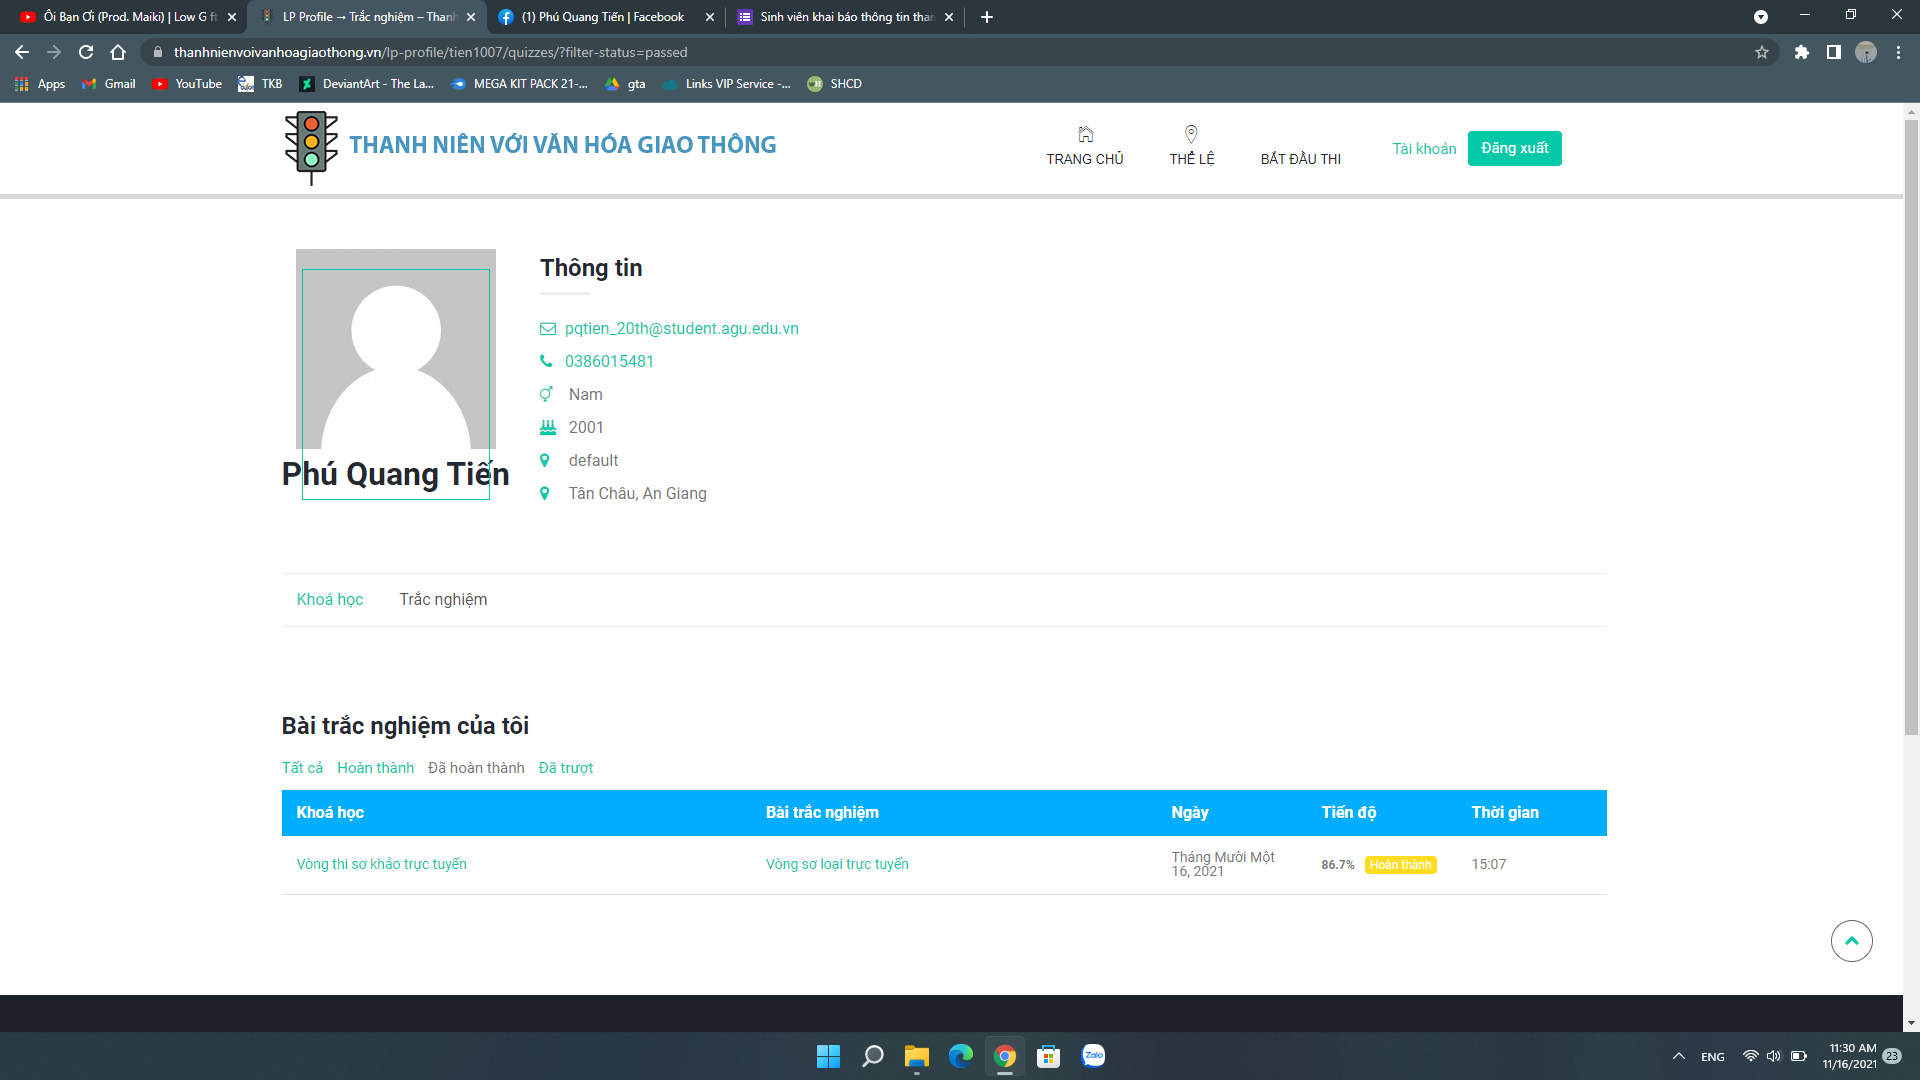 Ôi Bạn Ơi (Prod. Maiki) | Low G ft
LP Profile → Trắc nghiệm – Thanh
(1) Phú Quang Tiến | Facebook
Sinh viên khai báo thông tin tham
thanhnienvoivanhoagiaothong.vn/lp-profile/tien1007/quizzes/?filter-status=passed
Apps Gmail YouTube TKB DeviantArt - The La... MEGA KIT PACK 21-... gta Links VIP Service -... SHCD
THANH NIÊN VỚI VĂN HÓA GIAO THÔNG
TRANG CHỦ THỂ LỆ BẮT ĐẦU THI Tài khoản Đăng xuất
Thông tin
pqtien_20th@student.agu.edu.vn
0386015481
Nam
2001
default
Tân Châu, An Giang
Phú Quang Tiến
Khoá học Trắc nghiệm
Bài trắc nghiệm của tôi
Tất cả Hoàn thành Đã hoàn thành Đã trượt
Khoá học Bài trắc nghiệm Ngày Tiến độ Thời gian
Vòng thi sơ khảo trực tuyến Vòng sơ loại trực tuyến Tháng Mười Một 16, 2021 86.7% Hoàn thành 15:07
Zalo
ENG
11:30 AM
11/16/2021
23